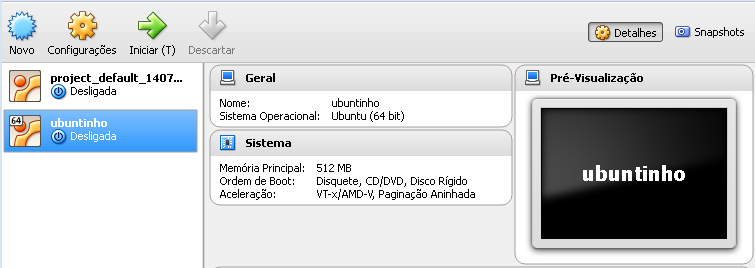 Novo Configurações Iniciar (T) Descartar Detalhes Snapshots
project_default_1407...
Desligada
64 ubuntinho
Desligada
Geral
Nome: ubuntinho
Sistema Operacional: Ubuntu (64 bit)
Sistema
Memória Principal: 512 MB
Ordem de Boot: Disquete, CD/DVD, Disco Rígido
Aceleração: VT-x/AMD-V, Paginação Aninhada
Pré-Visualização
ubuntinho